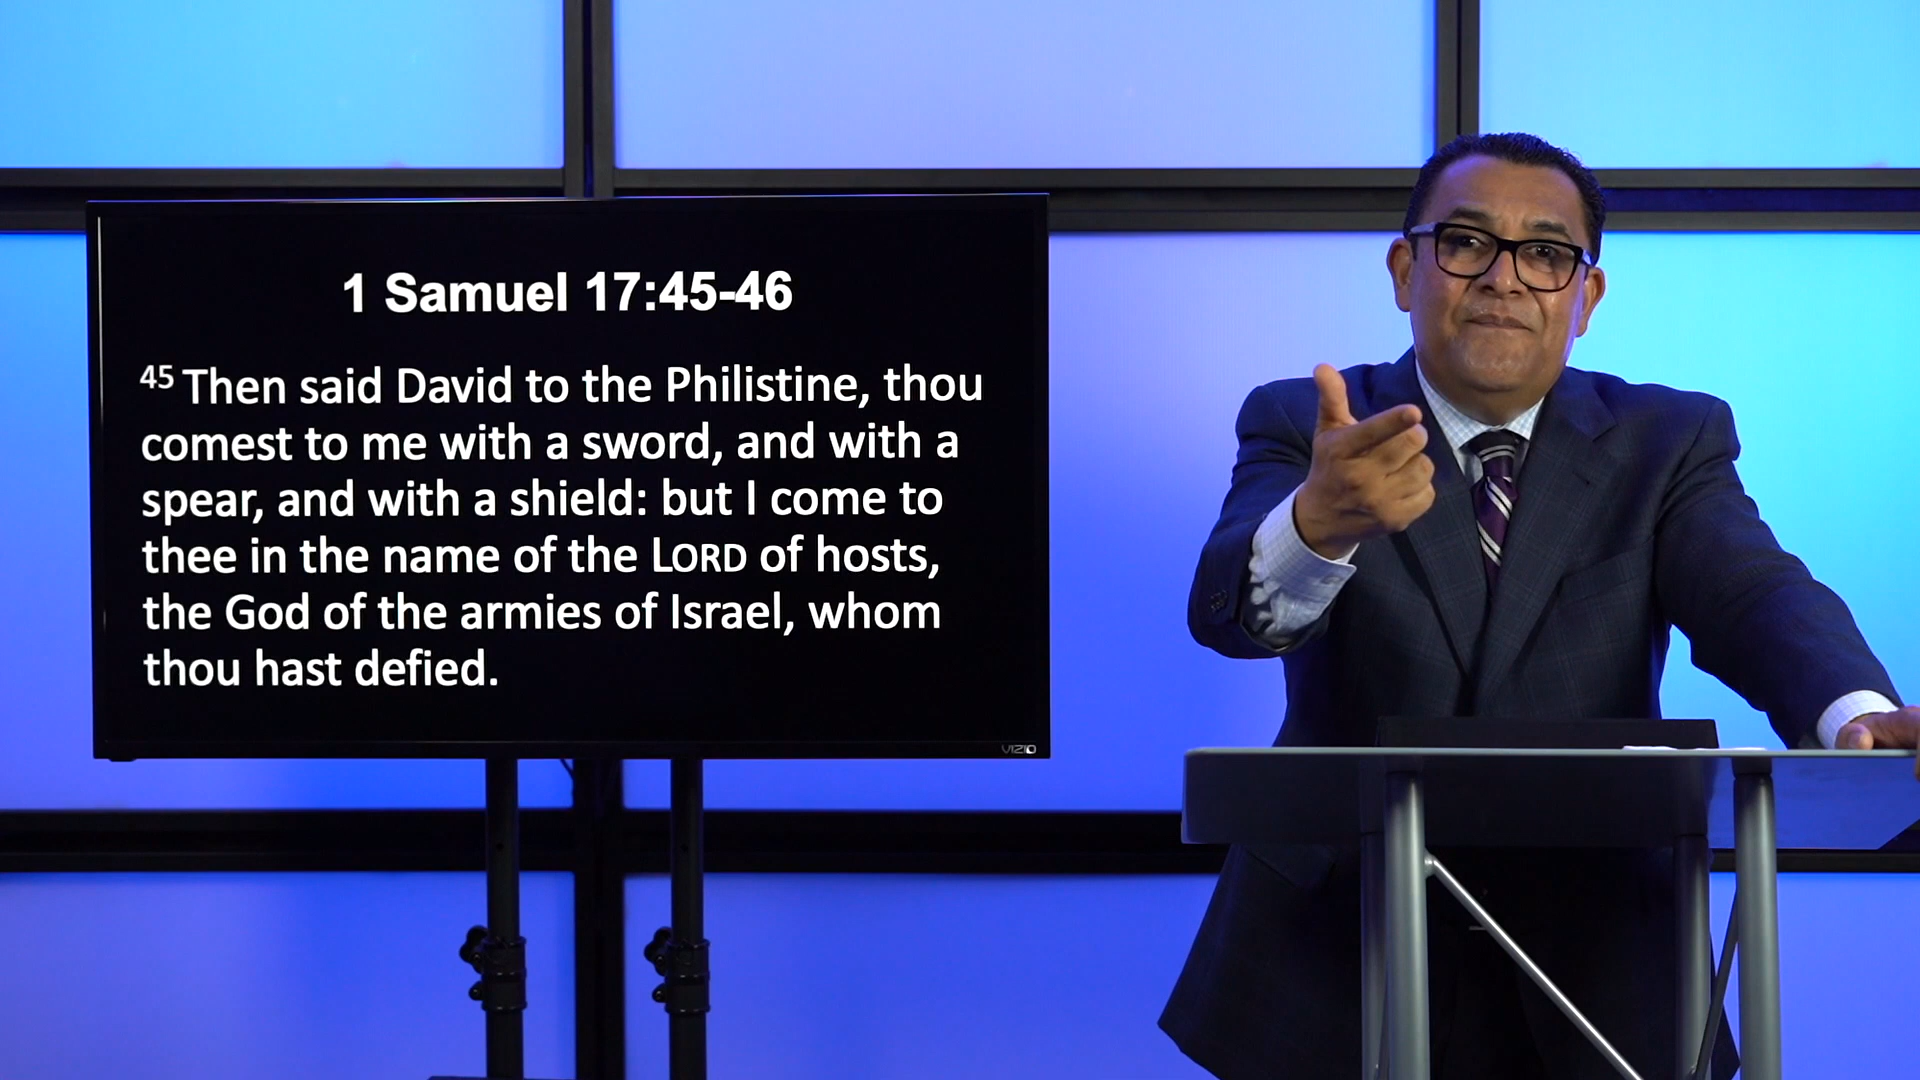 1 Samuel 17:45-46
45 Then said David to the Philistine, thou
comest to me with a sword, and with a
spear, and with a shield: but I come to
thee in the name of the LORD of hosts,
the God of the armies of Israel, whom
thou hast defied.
VIZIO